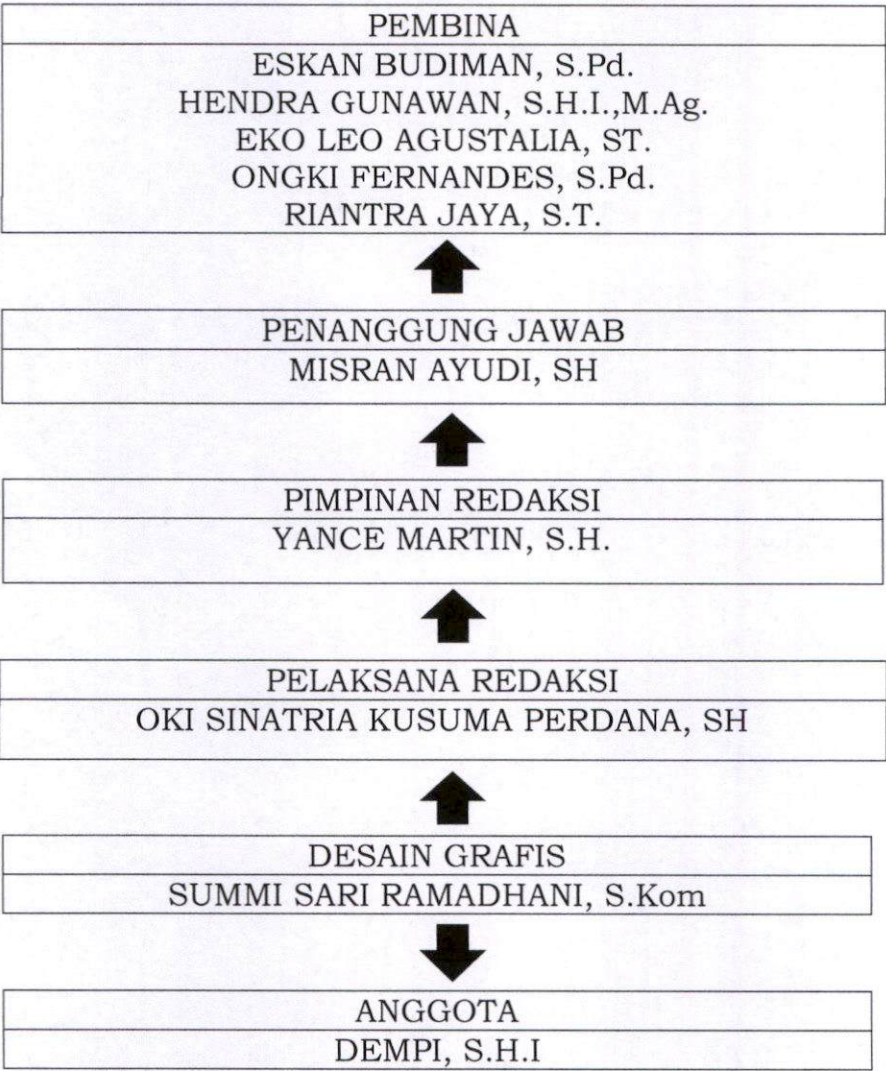 PEMBINA
ESKAN BUDIMAN, S.Pd.
HENDRA GUNAWAN, S.H.I.,M.Ag.
EKO LEO AGUSTALIA, ST.
ONGKI FERNANDES, S.Pd.
RIANTRA JAYA, S.T.
PENANGGUNG JAWAB
MISRAN AYUDI, SH
PIMPINAN REDAKSI
YANCE MARTIN, S.H.
PELAKSANA REDAKSI
OKI SINATRIA KUSUMA PERDANA, SH
DESAIN GRAFIS
SUMMI SARI RAMADHANI, S.Kom
ANGGOTA
DEMPI, S.H.I